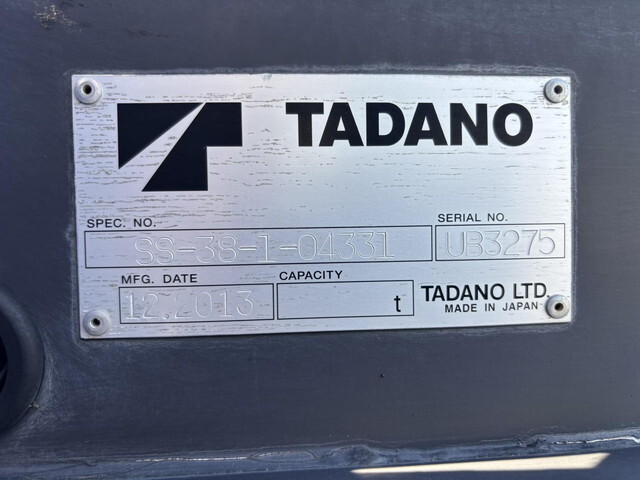 TADANO
SPEC. NO.
SS-38-1-04331
SERIAL NO.
UB3275
MFG. DATE
12.2013
CAPACITY
t
TADANO LTD.
MADE IN JAPAN